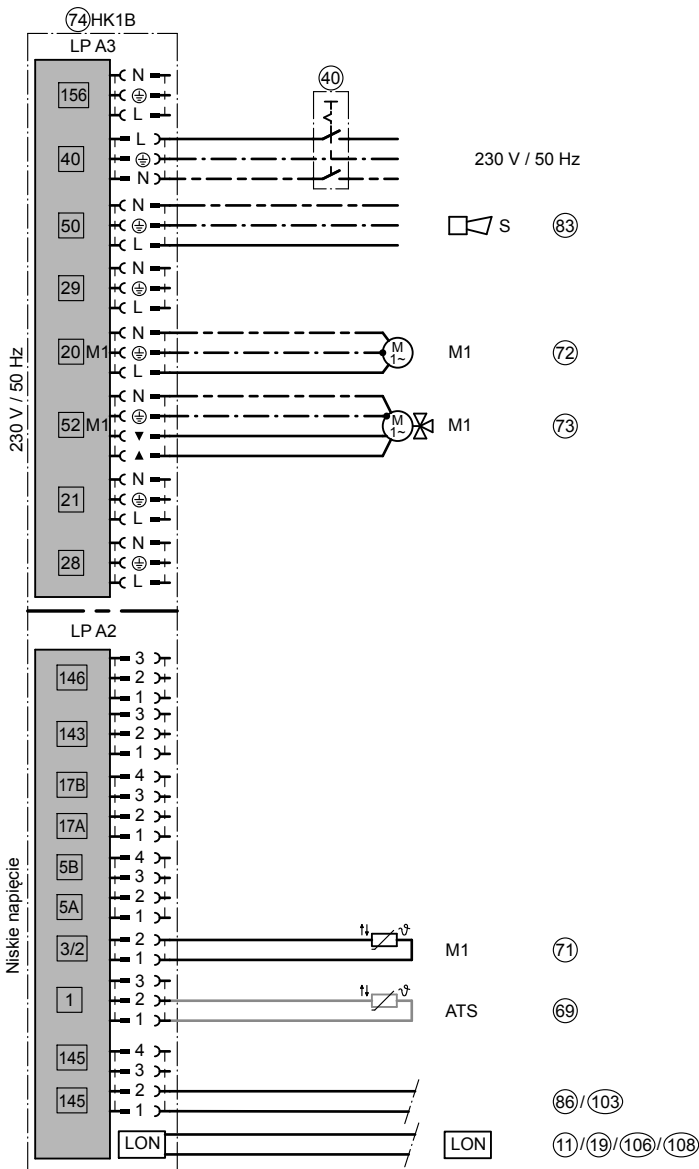 74 HK1B
LP A3
156 N
L
40
40 L
N
230 V / 50 Hz
50 N
L
S 83
29 N
L
230 V / 50 Hz
20 M1 N
L
M
1~
M1 72
52 M1 N
▼
▲
M
1~
M1 73
21 N
L
28 N
L
LP A2
Niskie napięcie
146 3
2
1
143 3
2
1
17B 4
3
17A 2
1
5B 4
3
5A 2
1
3/2 2
1
ϑ
M1 71
1 3
2
1
ϑ
ATS 69
145 4
3
145 2
1
86/103
LON LON 11/19/106/108